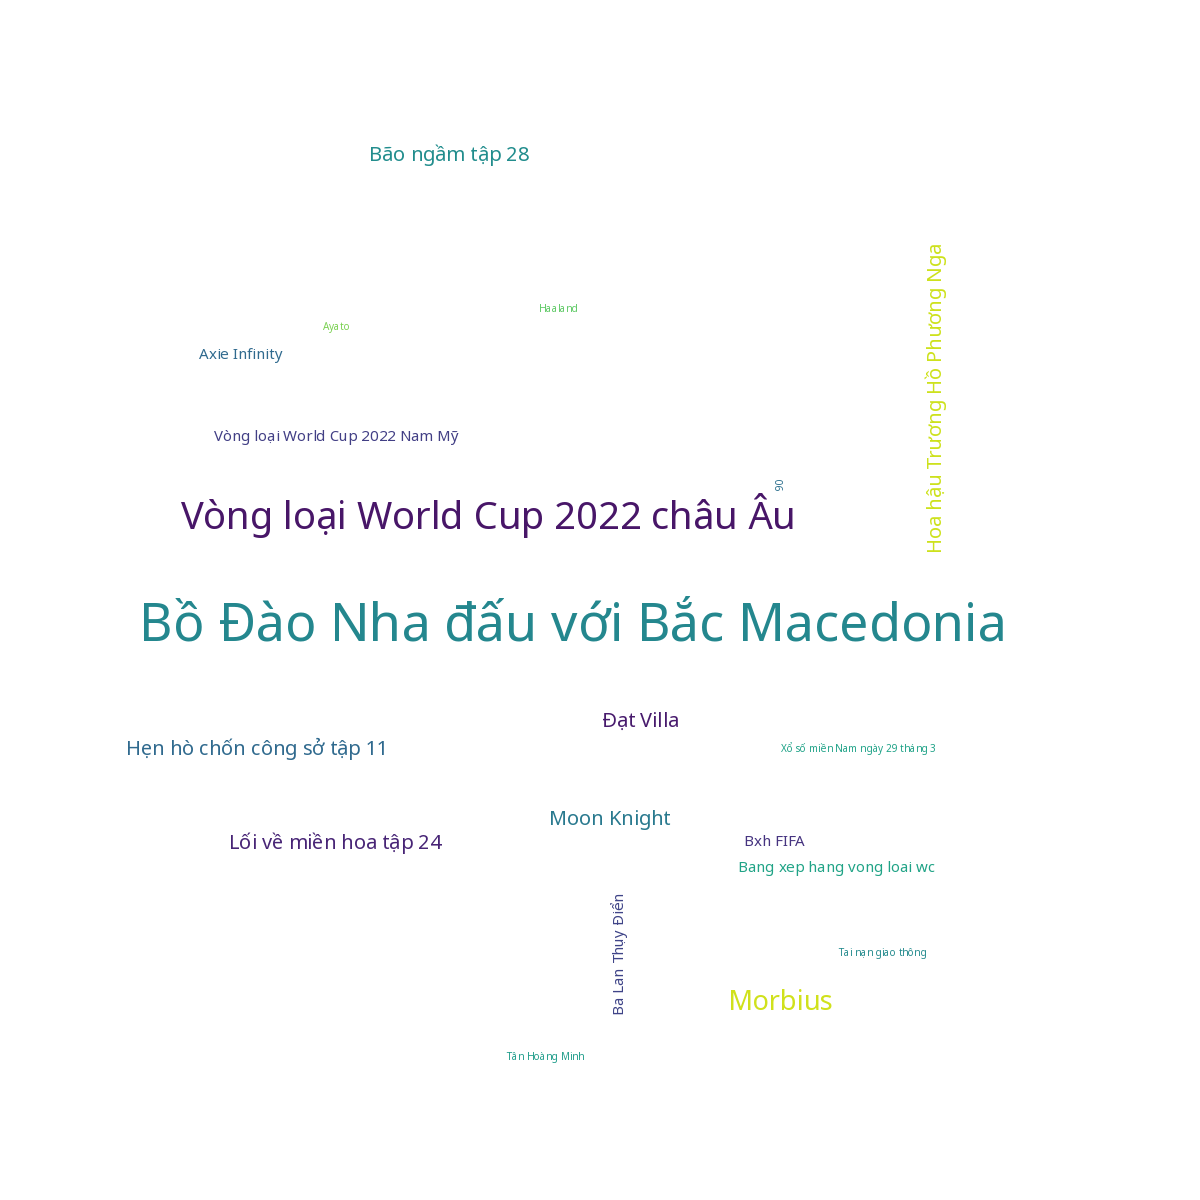 Bão ngầm tập 28
Hoa hậu Trương Hồ Phương Nga
Haaland
Ayato
Axie Infinity
Vòng loại World Cup 2022 Nam Mỹ
90
Vòng loại World Cup 2022 châu Âu
Bồ Đào Nha đấu với Bắc Macedonia
Đạt Villa
Hẹn hò chốn công sở tập 11
Xổ số miền Nam ngày 29 tháng 3
Moon Knight
Lối về miền hoa tập 24
Bxh FIFA
Bang xep hang vong loai wc
Ba Lan Thụy Điển
Tai nạn giao thông
Morbius
Tân Hoàng Minh